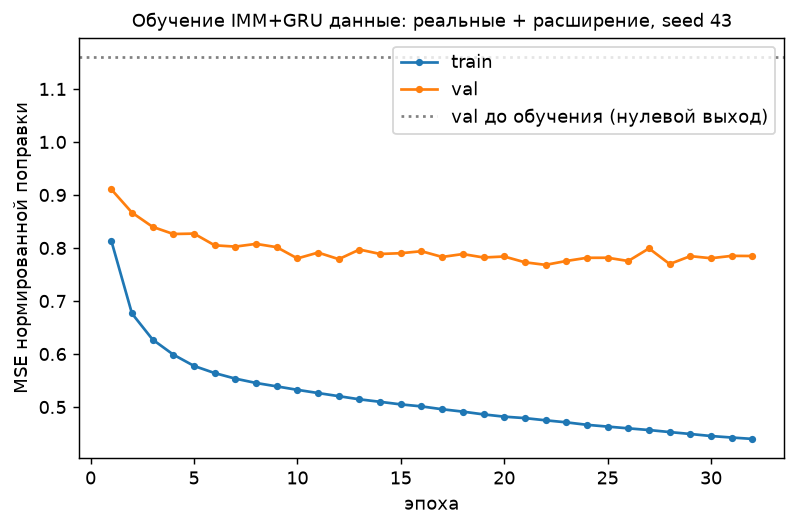 Обучение IMM+GRU данные: реальные + расширение, seed 43
train
val
val до обучения (нулевой выход)
MSE нормированной поправки
1.1
1.0
0.9
0.8
0.7
0.6
0.5
0 5 10 15 20 25 30
эпоха